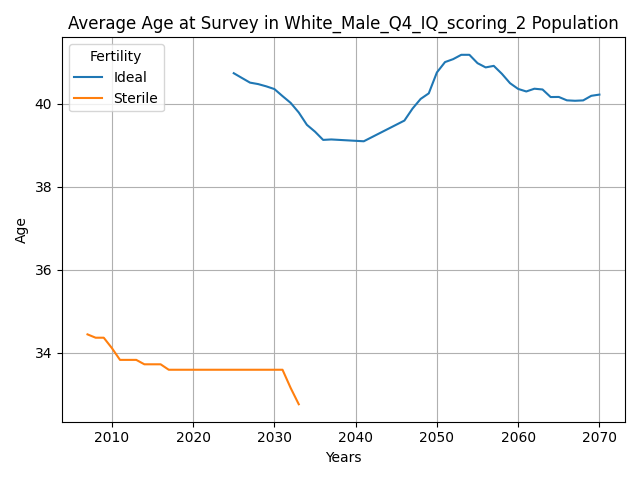 Average Age at Survey in White_Male_Q4_IQ_scoring_2 Population
Fertility
Ideal
Sterile
Age
40
38
36
34
2010 2020 2030 2040 2050 2060 2070
Years